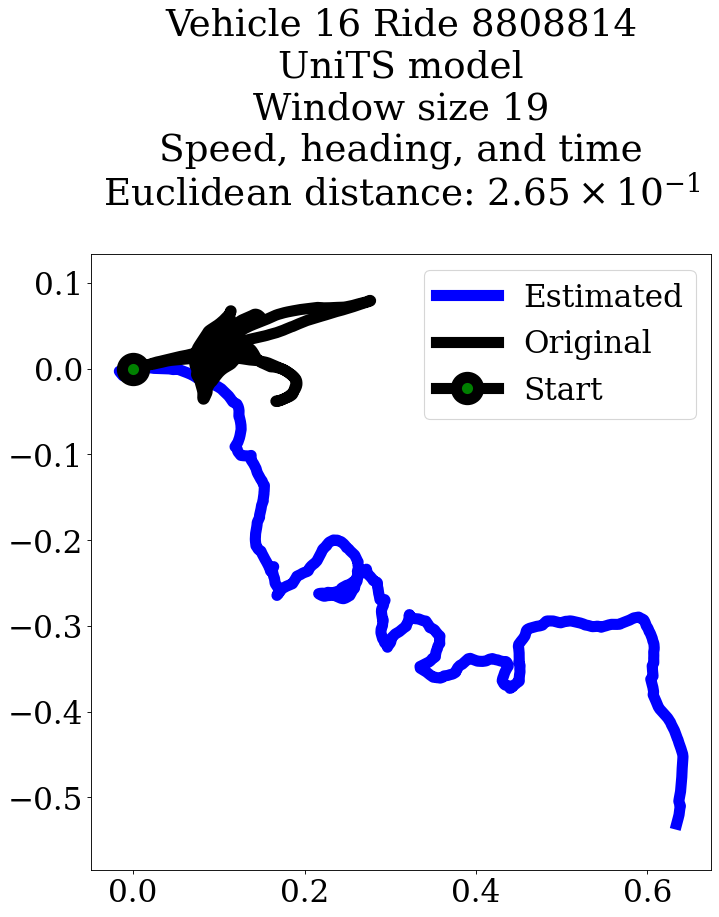 Vehicle 16 Ride 8808814
UniTS model
Window size 19
Speed, heading, and time
Euclidean distance: 2.65 × 10⁻¹
Estimated
Original
Start
0.1
0.0
−0.1
−0.2
−0.3
−0.4
−0.5
0.0 0.2 0.4 0.6